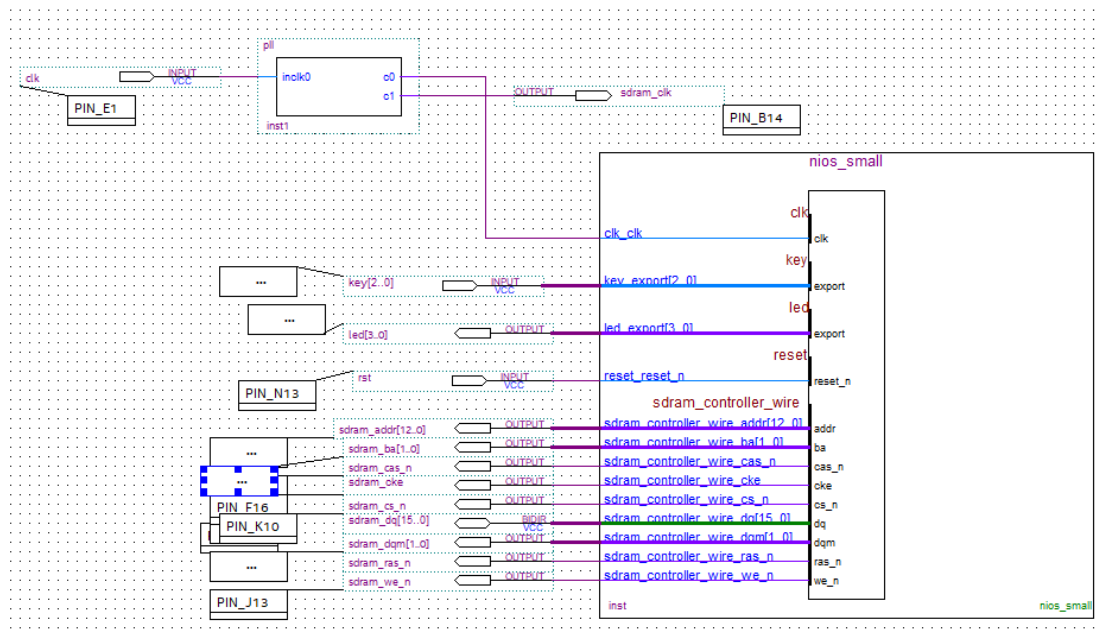 pll
clk INPUT VCC inclk0 c0
c1 OUTPUT sdram_clk
PIN_E1
inst1
PIN_B14
nios_small
clk
clk_clk clk
key
key[2..0] INPUT VCC key_export[2..0] export
...
led
...
led[3..0] OUTPUT led_export[3..0] export
reset
rst INPUT VCC reset_reset_n reset_n
PIN_N13
sdram_controller_wire
sdram_addr[12..0] OUTPUT sdram_controller_wire_addr[12..0] addr
sdram_ba[1..0] OUTPUT sdram_controller_wire_ba[1..0] ba
...
sdram_cas_n OUTPUT sdram_controller_wire_cas_n cas_n
...
sdram_cke OUTPUT sdram_controller_wire_cke cke
sdram_cs_n OUTPUT sdram_controller_wire_cs_n cs_n
PIN_F16
sdram_dq[15..0] BIDIR VCC sdram_controller_wire_dq[15..0] dq
PIN_K10
sdram_dqm[1..0] OUTPUT sdram_controller_wire_dqm[1..0] dqm
sdram_ras_n OUTPUT sdram_controller_wire_ras_n ras_n
...
sdram_we_n OUTPUT sdram_controller_wire_we_n we_n
PIN_J13
inst nios_small